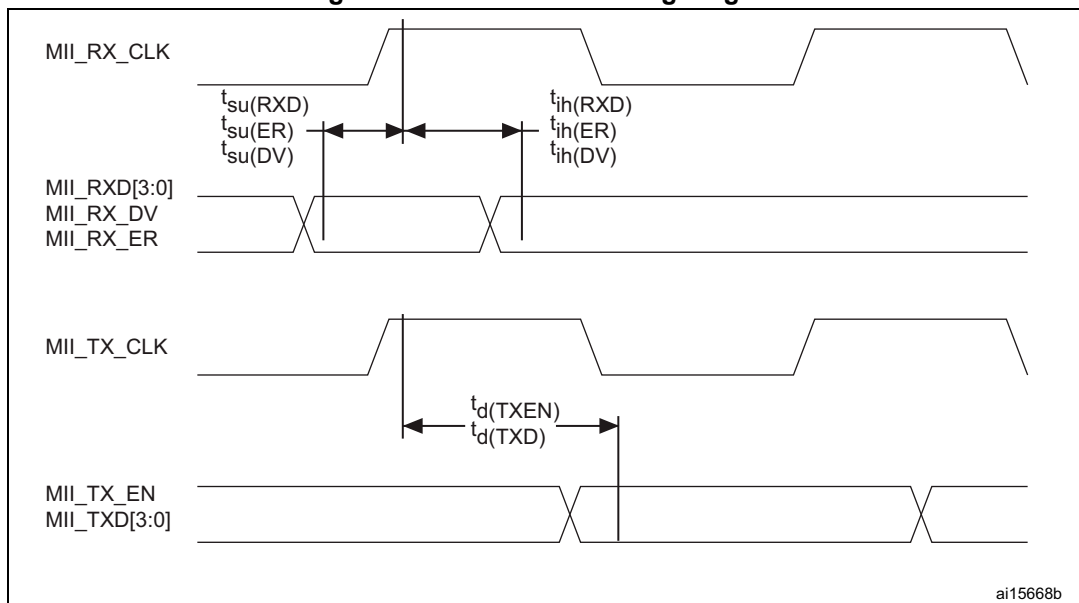 MII_RX_CLK
tsu(RXD)
tsu(ER)
tsu(DV)
tih(RXD)
tih(ER)
tih(DV)
MII_RXD[3:0]
MII_RX_DV
MII_RX_ER
MII_TX_CLK
td(TXEN)
td(TXD)
MII_TX_EN
MII_TXD[3:0]
ai15668b